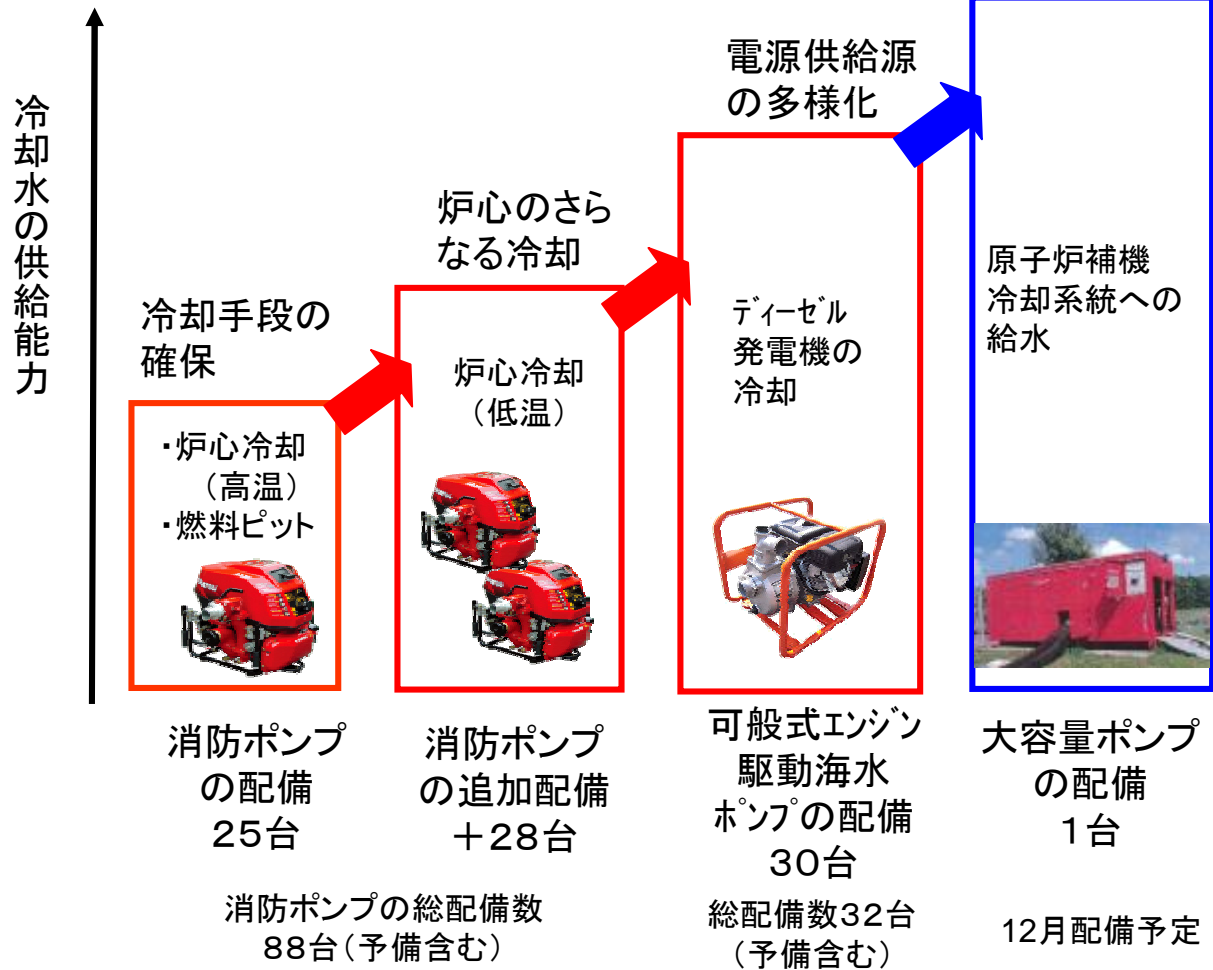 冷却水の供給能力
冷却手段の
確保
・炉心冷却
（高温）
・燃料ピット
消防ポンプ
の配備
25台
炉心のさら
なる冷却
炉心冷却
（低温）
消防ポンプ
の追加配備
＋28台
消防ポンプの総配備数
88台（予備含む）
電源供給源
の多様化
ﾃﾞｨｰｾﾞﾙ
発電機の
冷却
可般式ｴﾝｼﾞﾝ
駆動海水
ﾎﾟﾝﾌﾟの配備
30台
総配備数32台
（予備含む）
原子炉補機
冷却系統への
給水
大容量ポンプ
の配備
1台
12月配備予定